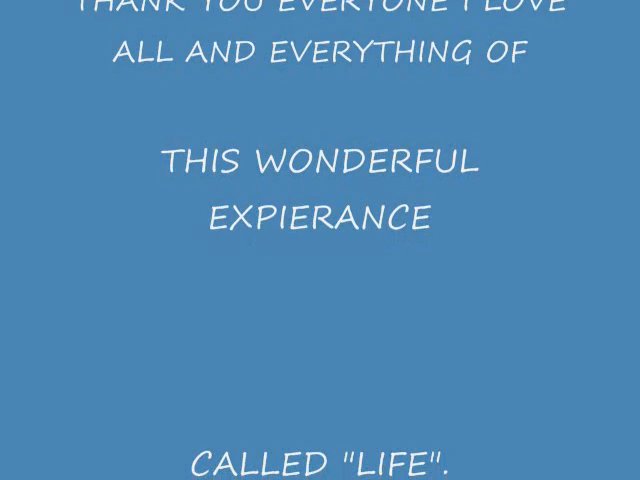 THANK YOU EVERYONE I LOVE
ALL AND EVERYTHING OF
THIS WONDERFUL
EXPIERANCE
CALLED "LIFE".